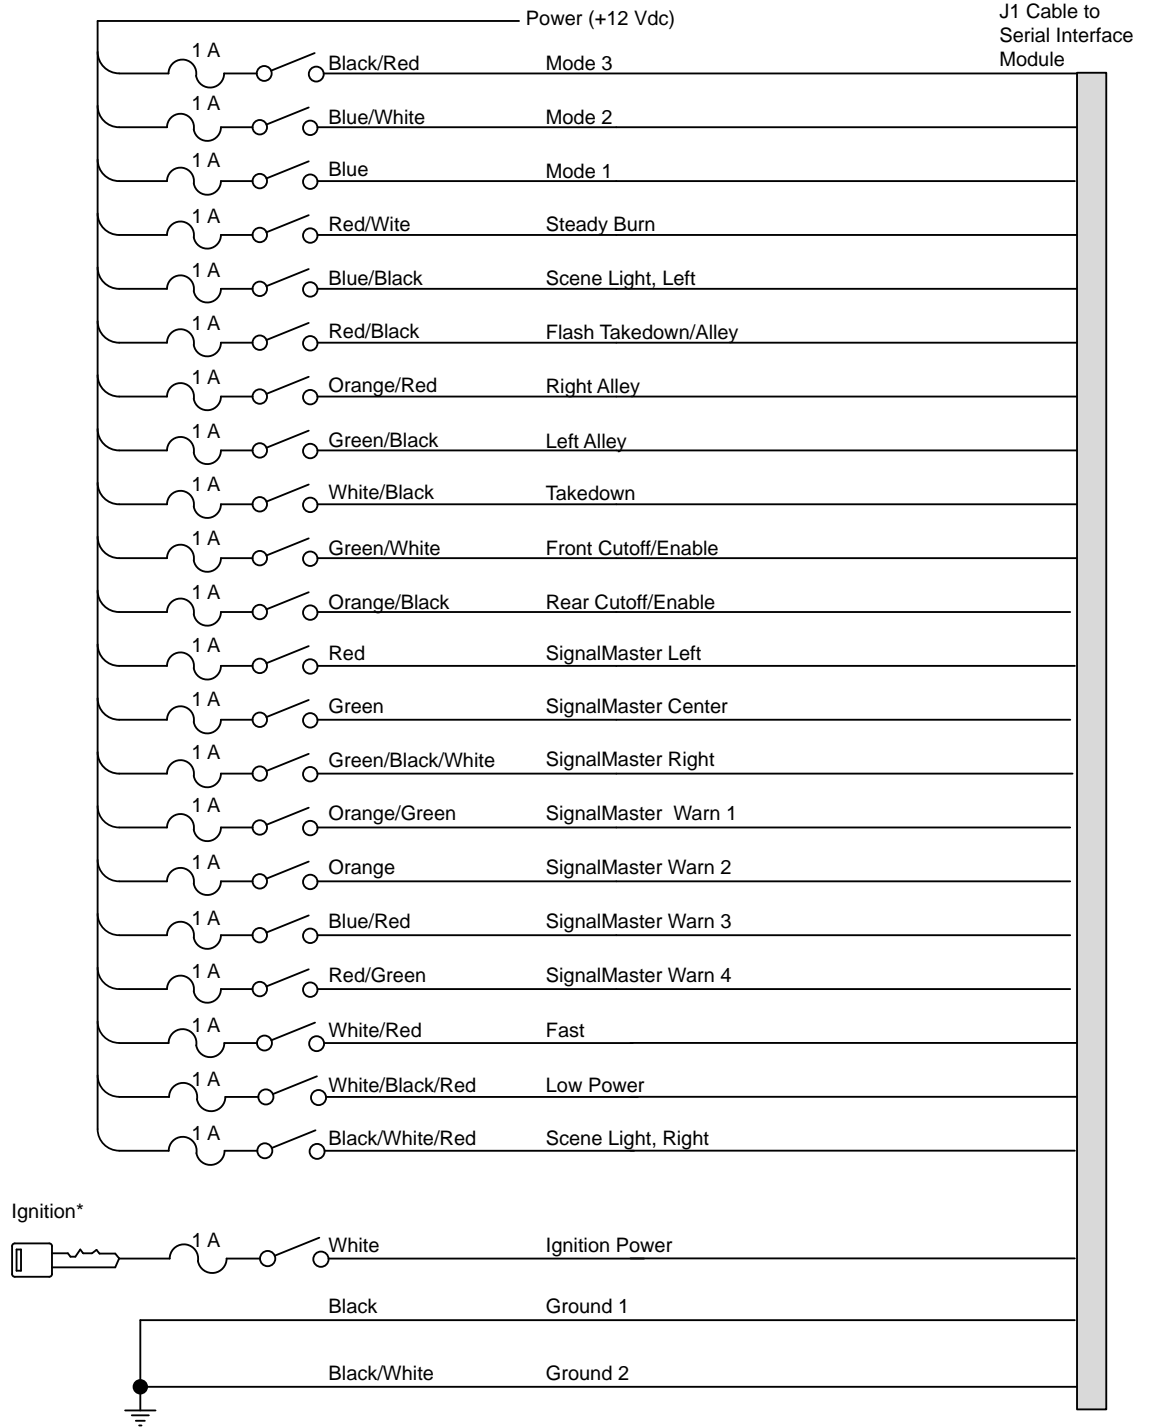 Power (+12 Vdc)
J1 Cable to
Serial Interface
Module
1 A Black/Red Mode 3
1 A Blue/White Mode 2
1 A Blue Mode 1
1 A Red/Wite Steady Burn
1 A Blue/Black Scene Light, Left
1 A Red/Black Flash Takedown/Alley
1 A Orange/Red Right Alley
1 A Green/Black Left Alley
1 A White/Black Takedown
1 A Green/White Front Cutoff/Enable
1 A Orange/Black Rear Cutoff/Enable
1 A Red SignalMaster Left
1 A Green SignalMaster Center
1 A Green/Black/White SignalMaster Right
1 A Orange/Green SignalMaster Warn 1
1 A Orange SignalMaster Warn 2
1 A Blue/Red SignalMaster Warn 3
1 A Red/Green SignalMaster Warn 4
1 A White/Red Fast
1 A White/Black/Red Low Power
1 A Black/White/Red Scene Light, Right
Ignition*
1 A White Ignition Power
Black Ground 1
Black/White Ground 2